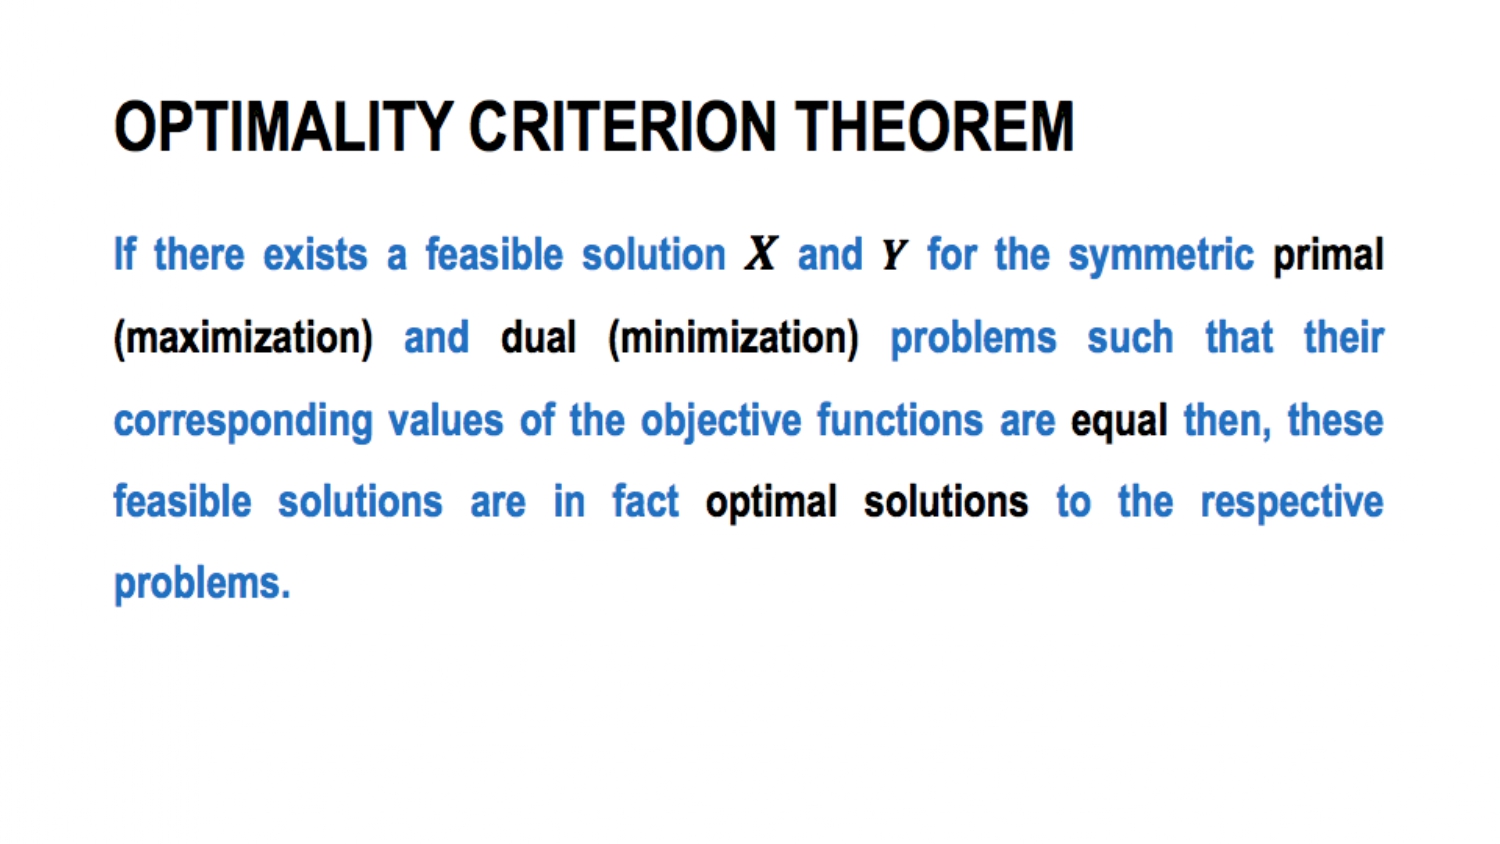 OPTIMALITY CRITERION THEOREM
If there exists a feasible solution X and Y for the symmetric primal
(maximization) and dual (minimization) problems such that their
corresponding values of the objective functions are equal then, these
feasible solutions are in fact optimal solutions to the respective
problems.